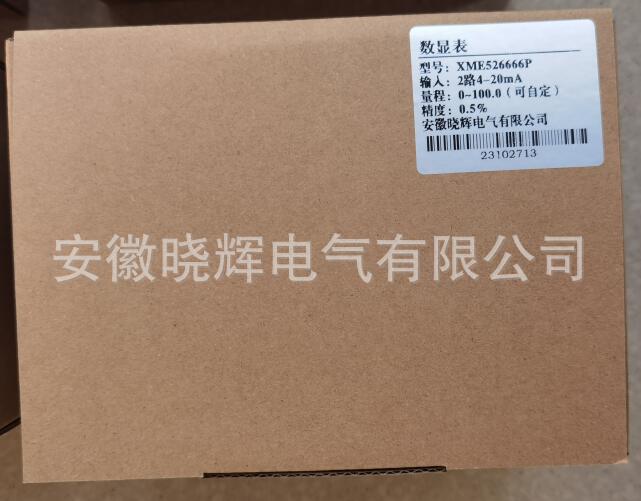 数显表
型号：XME526666P
输入：2路4-20mA
量程：0~100.0（可自定）
精度：0.5%
安徽晓辉电气有限公司
23102713
安徽晓辉电气有限公司